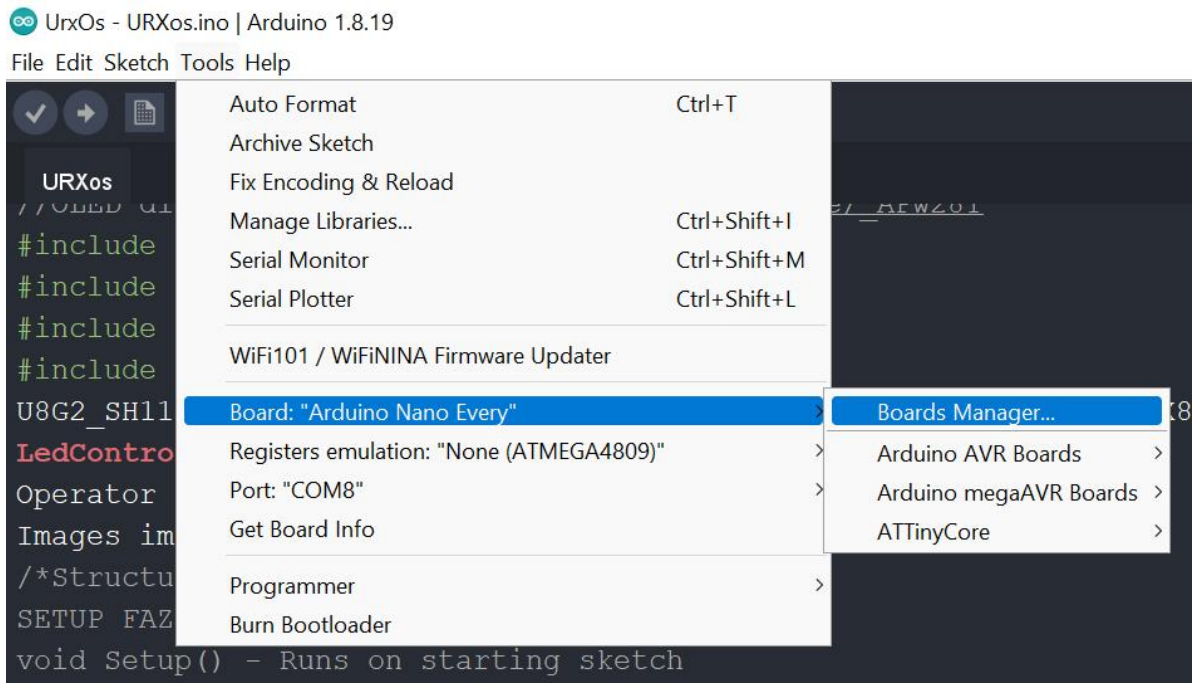 UrxOs - URXos.ino | Arduino 1.8.19
File Edit Sketch Tools Help
Auto Format Ctrl+T
Archive Sketch
URXos
Fix Encoding & Reload
Manage Libraries... Ctrl+Shift+I
#include
Serial Monitor Ctrl+Shift+M
#include
Serial Plotter Ctrl+Shift+L
#include
WiFi101 / WiFiNINA Firmware Updater
#include
U8G2_SH11
Board: "Arduino Nano Every"
Boards Manager...
LedContro
Registers emulation: "None (ATMEGA4809)"
Arduino AVR Boards
Operator
Port: "COM8"
Arduino megaAVR Boards
Images im
Get Board Info
ATTinyCore
/*Structu
Programmer
SETUP FAZ
Burn Bootloader
void Setup() - Runs on starting sketch